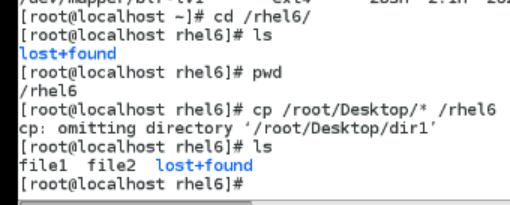 [root@localhost ~]# cd /rhel6/
[root@localhost rhel6]# ls
lost+found
[root@localhost rhel6]# pwd
/rhel6
[root@localhost rhel6]# cp /root/Desktop/* /rhel6
cp: omitting directory ‘/root/Desktop/dir1’
[root@localhost rhel6]# ls
file1  file2  lost+found
[root@localhost rhel6]#